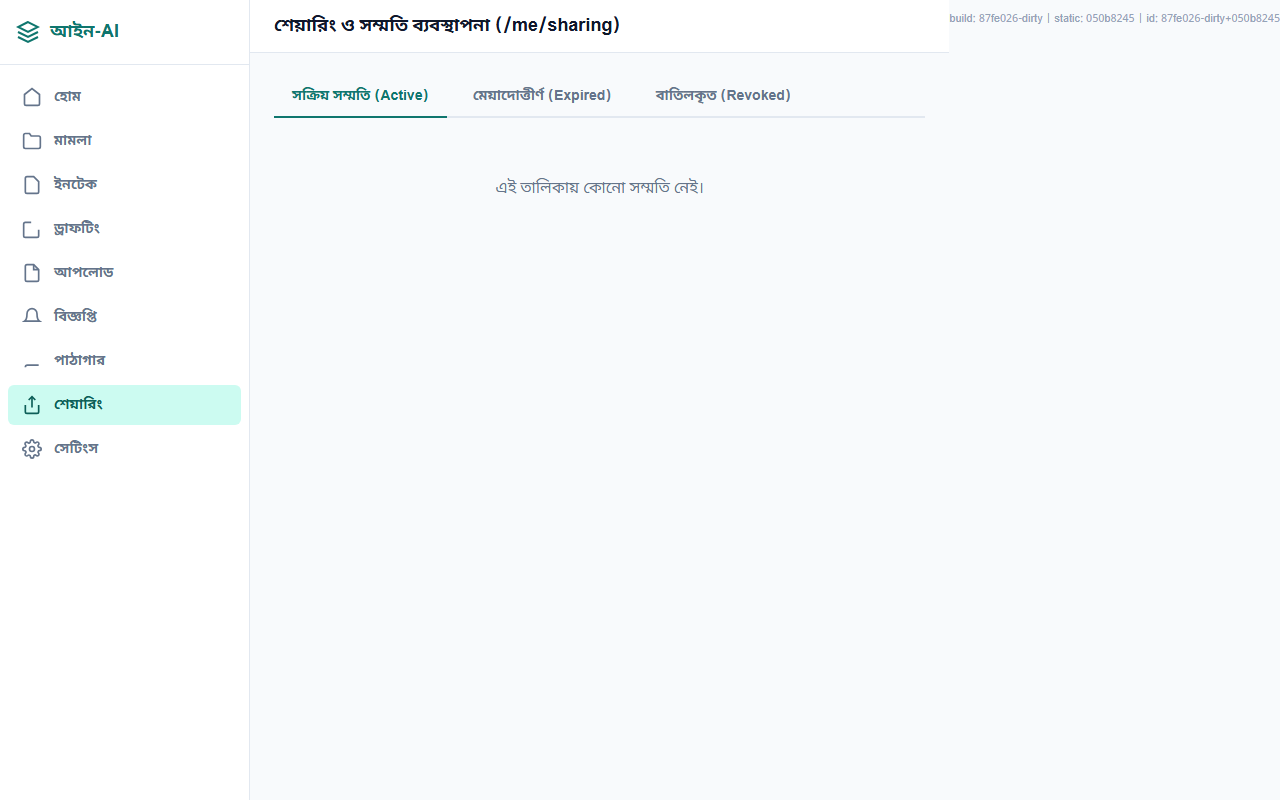 আইন-AI
শেয়ারিং ও সম্মতি ব্যবস্থাপনা (/me/sharing)
build: 87fe026-dirty | static: 050b8245 | id: 87fe026-dirty+050b8245
হোম
মামলা
ইনটেক
ড্রাফটিং
আপলোড
বিজ্ঞপ্তি
পাঠাগার
শেয়ারিং
সেটিংস
সক্রিয় সম্মতি (Active) মেয়াদোত্তীর্ণ (Expired) বাতিলকৃত (Revoked)
এই তালিকায় কোনো সম্মতি নেই।